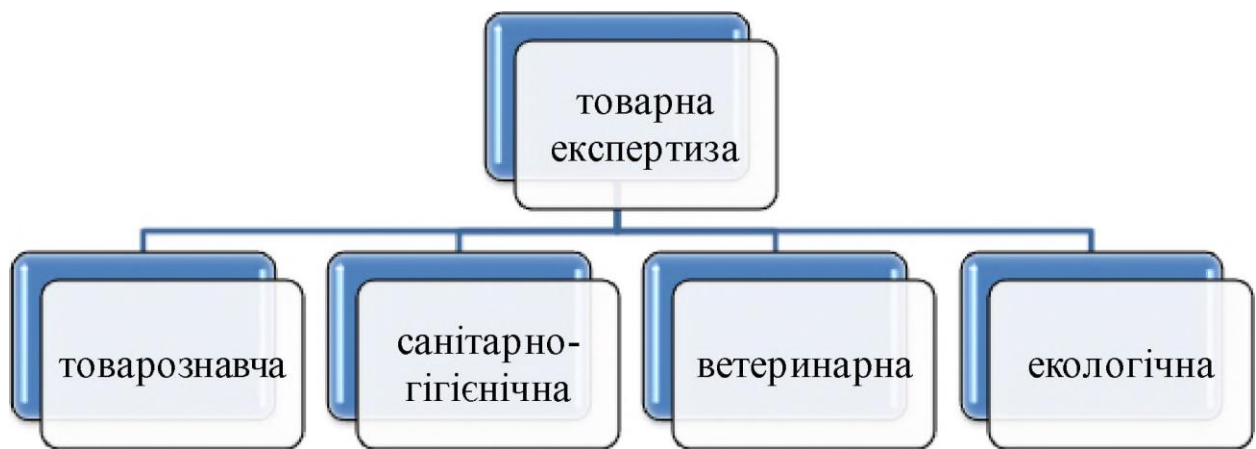 товарна
експертиза
товарознавча
санітарно-
гігієнічна
ветеринарна
екологічна